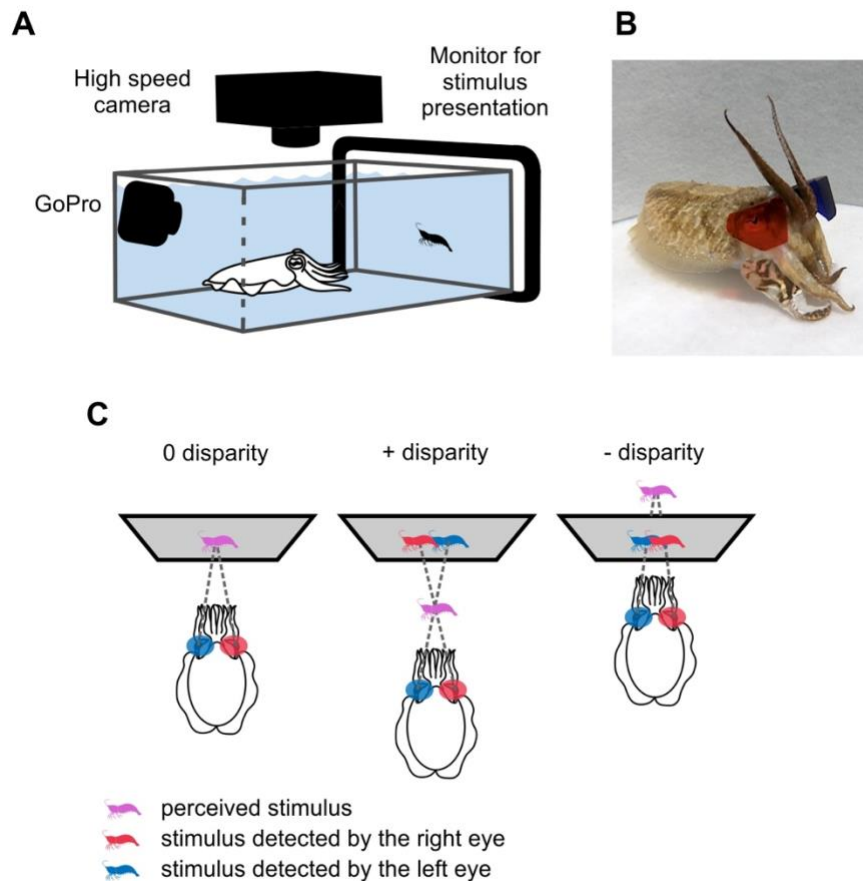 A
B
High speed
camera
Monitor for
stimulus
presentation
GoPro
C
0 disparity
+ disparity
- disparity
perceived stimulus
stimulus detected by the right eye
stimulus detected by the left eye